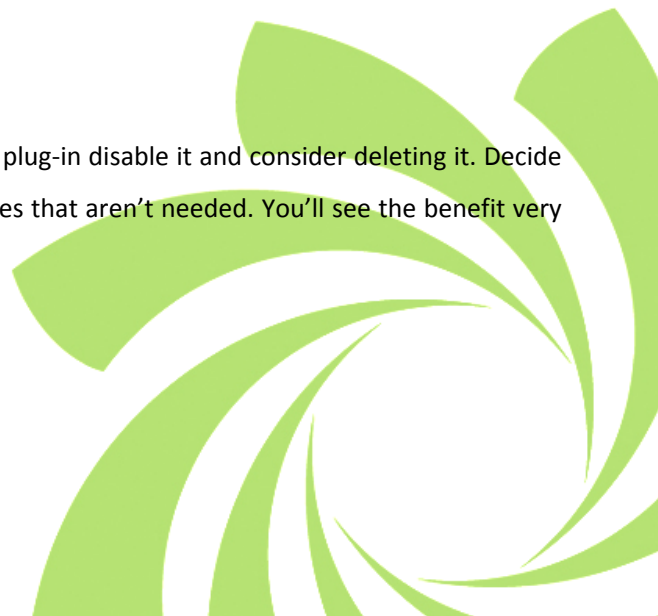 plug-in disable it and consider deleting it. Decide
es that aren’t needed. You’ll see the benefit very